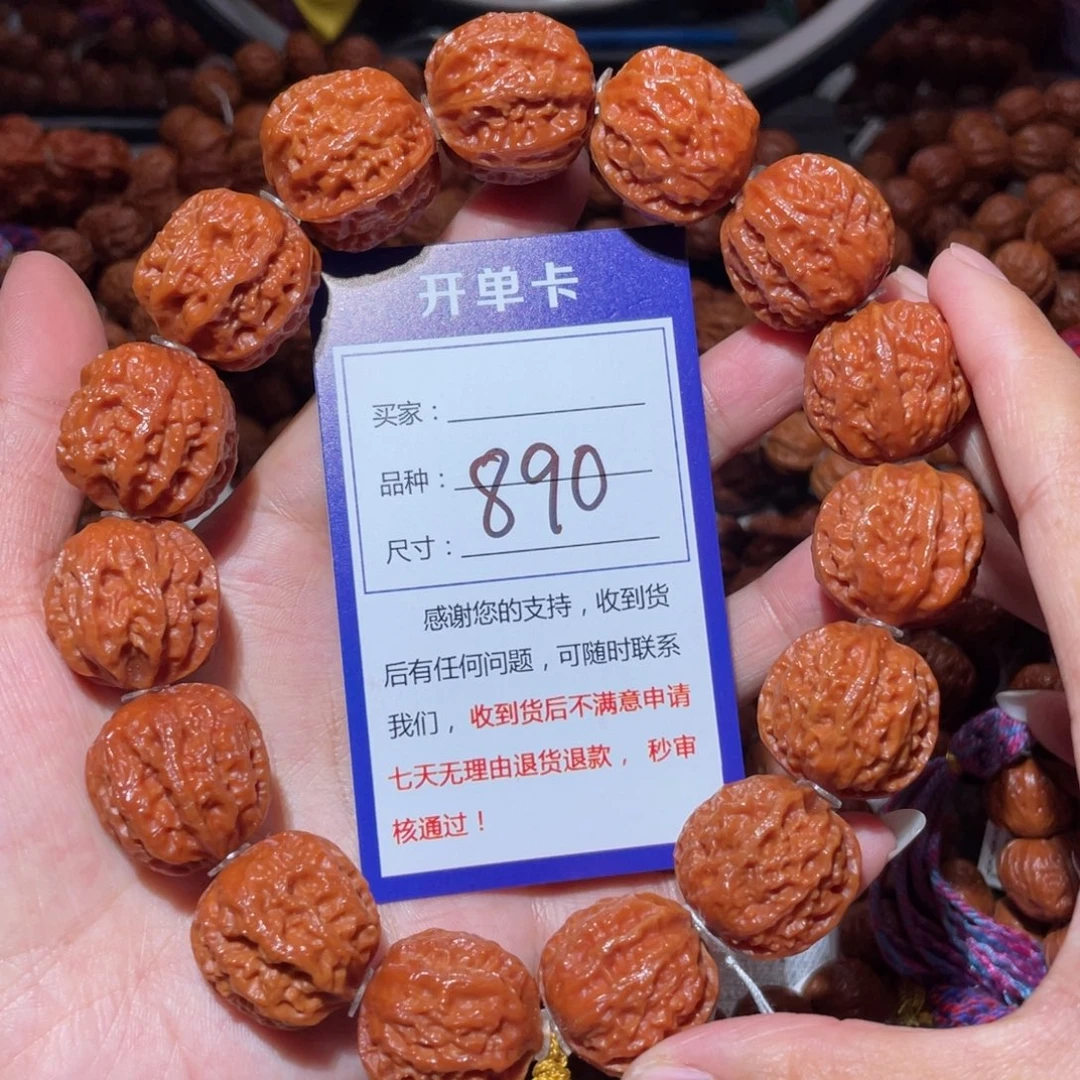 开单卡
买家：
品种：890
尺寸：
感谢您的支持，收到货
后有任何问题，可随时联系
我们，收到货后不满意申请
七天无理由退货退款，秒审
核通过！